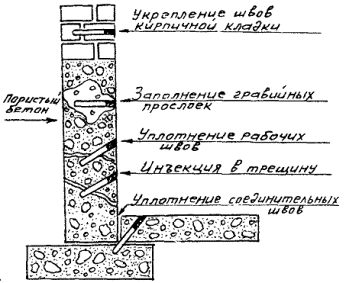 Укрепление швов
кирпичной кладки
Заполнение гравийных
прослоек
Пористый
бетон
Уплотнение рабочих
швов
Инъекция в трещину
Уплотнение соединительных
швов